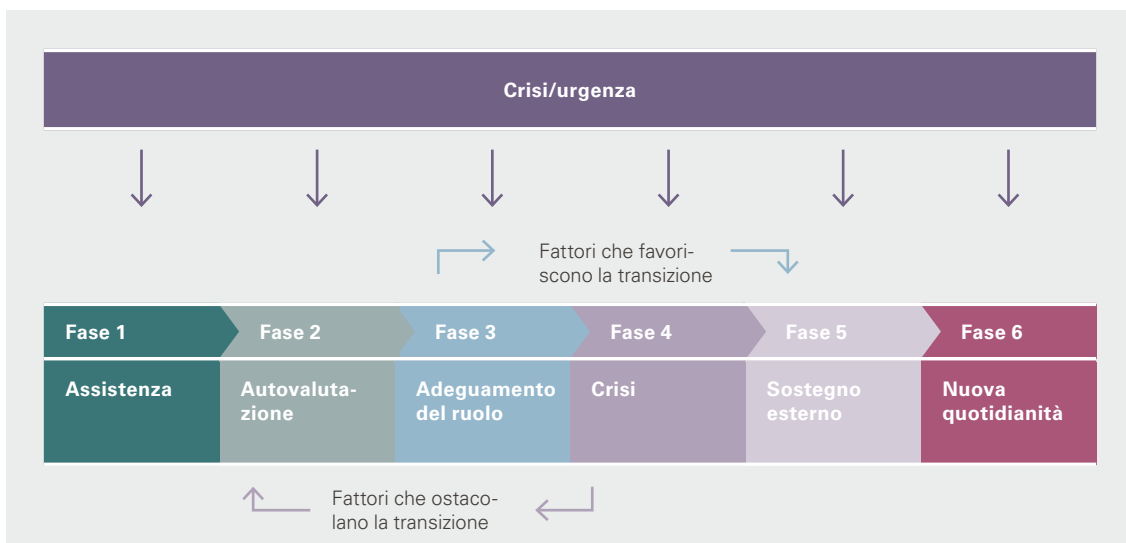 Crisi/urgenza
Fattori che favori-
scono la transizione
Fase 1
Fase 2
Fase 3
Fase 4
Fase 5
Fase 6
Assistenza
Autovaluta-
zione
Adeguamento
del ruolo
Crisi
Sostegno
esterno
Nuova
quotidianità
Fattori che ostaco-
lano la transizione